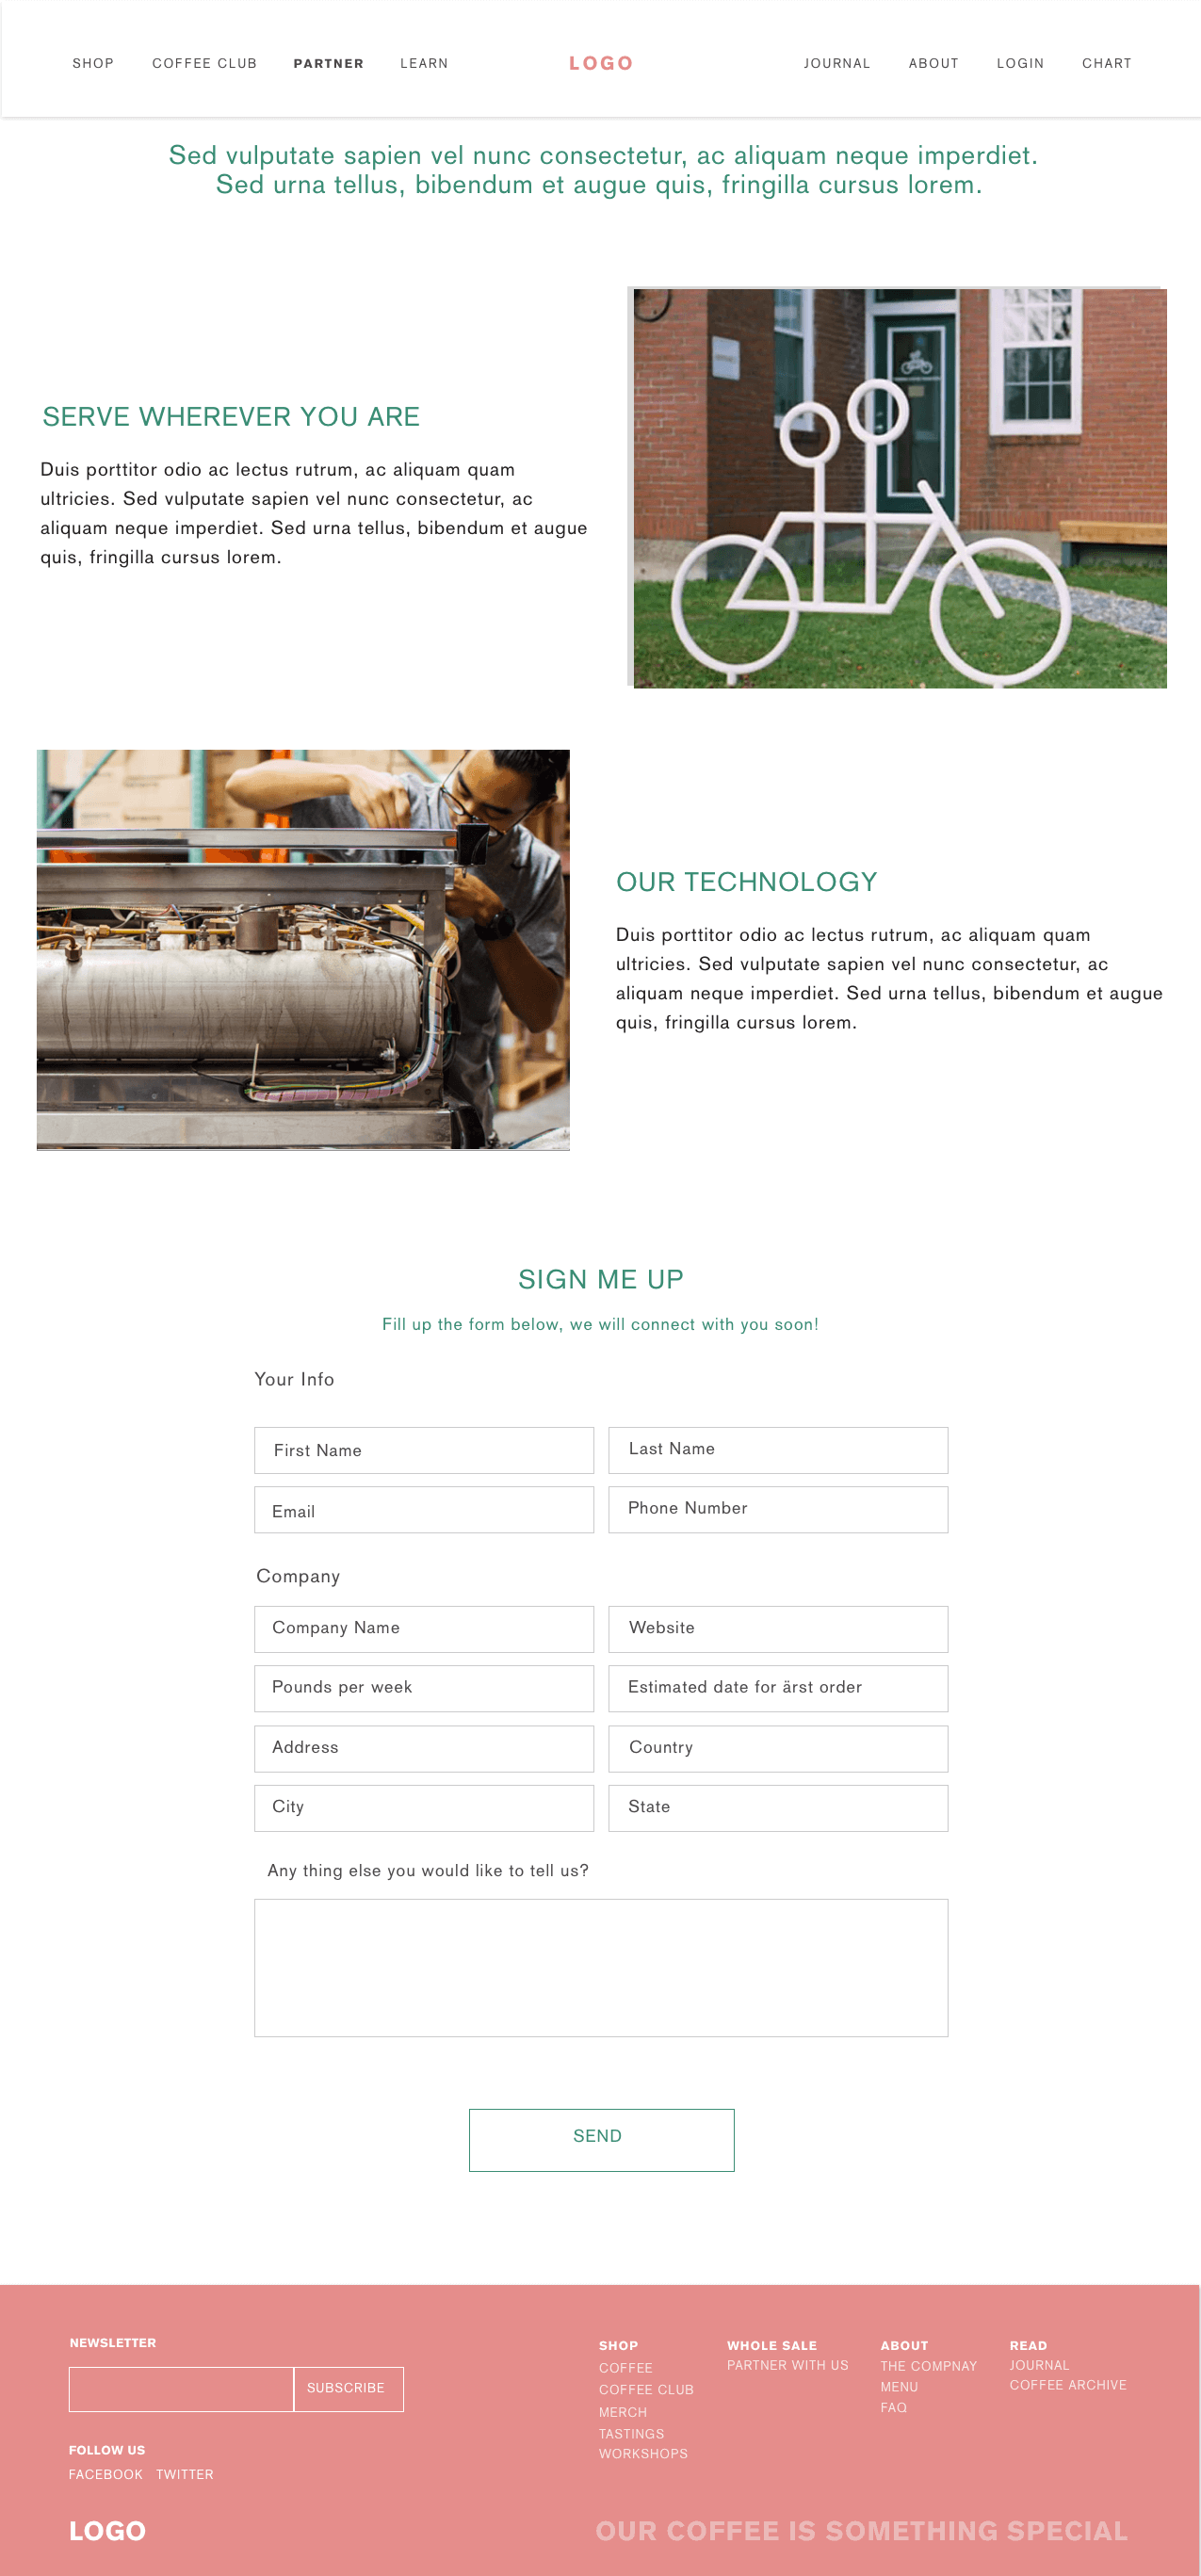 SHOP COFFEE CLUB PARTNER LEARN LOGO JOURNAL ABOUT LOGIN CHART
Sed vulputate sapien vel nunc consectetur, ac aliquam neque imperdiet.
Sed urna tellus, bibendum et augue quis, fringilla cursus lorem.
SERVE WHEREVER YOU ARE
Duis porttitor odio ac lectus rutrum, ac aliquam quam
ultricies. Sed vulputate sapien vel nunc consectetur, ac
aliquam neque imperdiet. Sed urna tellus, bibendum et augue
quis, fringilla cursus lorem.
OUR TECHNOLOGY
Duis porttitor odio ac lectus rutrum, ac aliquam quam
ultricies. Sed vulputate sapien vel nunc consectetur, ac
aliquam neque imperdiet. Sed urna tellus, bibendum et augue
quis, fringilla cursus lorem.
SIGN ME UP
Fill up the form below, we will connect with you soon!
Your Info
First Name Last Name
Email Phone Number
Company
Company Name Website
Pounds per week Estimated date for ärst order
Address Country
City State
Any thing else you would like to tell us?
SEND
NEWSLETTER
SUBSCRIBE
FOLLOW US
FACEBOOK TWITTER
LOGO
SHOP
COFFEE
COFFEE CLUB
MERCH
TASTINGS
WORKSHOPS
WHOLE SALE
PARTNER WITH US
ABOUT
THE COMPNAY
MENU
FAQ
READ
JOURNAL
COFFEE ARCHIVE
OUR COFFEE IS SOMETHING SPECIAL